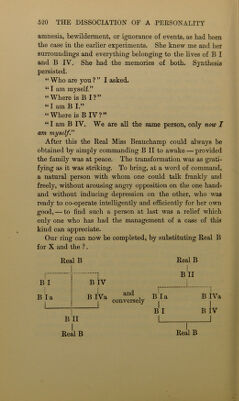 520 THE DISSOCIATION OF A PERSONALITY
amnesia, bewilderment, or ignorance of events, as had been
the case in the earlier experiments. She knew me and her
surroundings and everything belonging to the lives of B I
and B IV. She had the memories of both. Synthesis
persisted.
"Who are you?" I asked.
"I am myself."
"Where is B I?"
"I am B I."
"Where is B IV?"
"I am B IV. We are all the same person, only now I
am myself."
After this the Real Miss Beauchamp could always be
obtained by simply commanding B II to awake — provided
the family was at peace. The transformation was as grati-
fying as it was striking. To bring, at a word of command,
a natural person with whom one could talk frankly and
freely, without arousing angry opposition on the one hand
and without inducing depression on the other, who was
ready to co-operate intelligently and efficiently for her own
good, — to find such a person at last was a relief which
only one who has had the management of a case of this
kind can appreciate.
Our ring can now be completed, by substituting Real B
for X and the ?.
Real B Real B
B II
B I B IV
B I a B IVa and conversely B I a B IVa
B I B IV
B II
Real B Real B